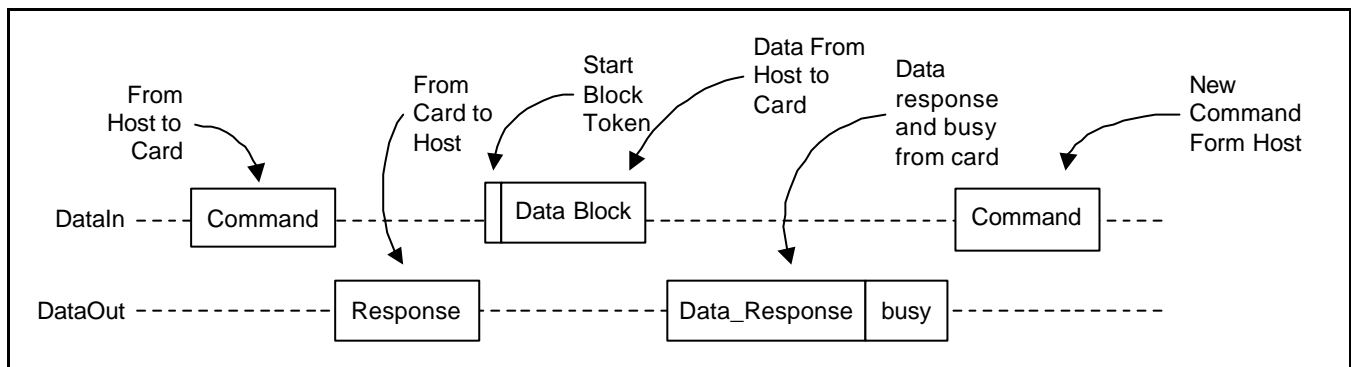 From
Host to
Card
From
Card to
Host
Start
Block
Token
Data From
Host to
Card
Data
response
and busy
from card
New
Command
Form Host
DataIn
Command
Data Block
Command
DataOut
Response
Data_Response
busy